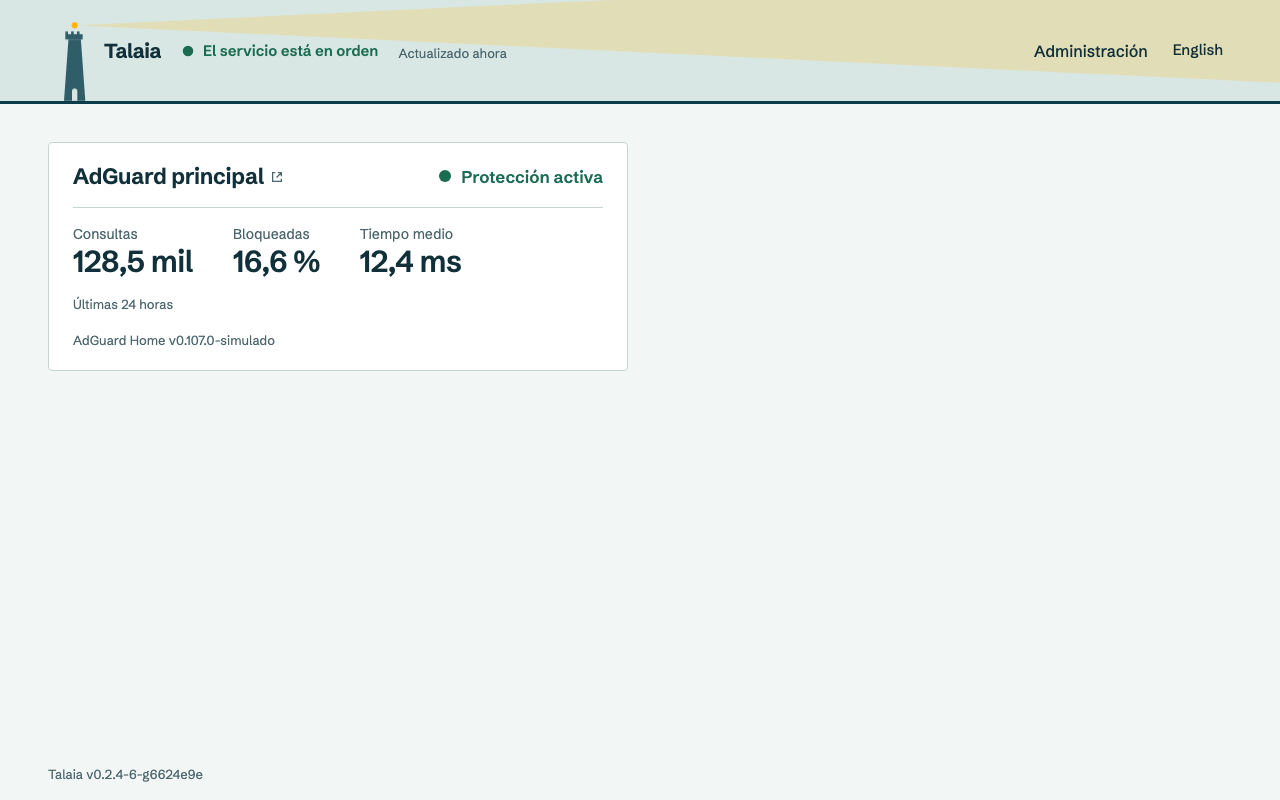 Talaia
El servicio está en orden
Actualizado ahora
Administración
English
AdGuard principal
Protección activa
Consultas
128,5 mil
Bloqueadas
16,6 %
Tiempo medio
12,4 ms
Últimas 24 horas
AdGuard Home v0.107.0-simulado
Talaia v0.2.4-6-g6624e9e